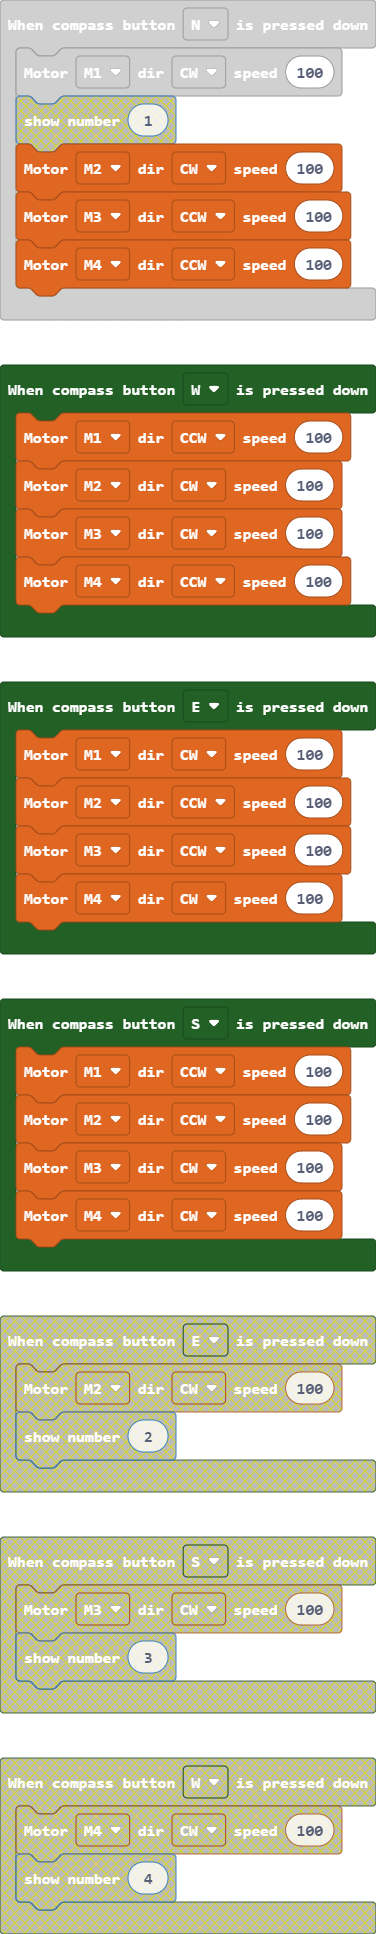 When compass button N is pressed down
Motor M1 dir CW speed 100
show number 1
Motor M2 dir CW speed 100
Motor M3 dir CCW speed 100
Motor M4 dir CCW speed 100
When compass button W is pressed down
Motor M1 dir CCW speed 100
Motor M2 dir CW speed 100
Motor M3 dir CW speed 100
Motor M4 dir CCW speed 100
When compass button E is pressed down
Motor M1 dir CW speed 100
Motor M2 dir CCW speed 100
Motor M3 dir CCW speed 100
Motor M4 dir CW speed 100
When compass button S is pressed down
Motor M1 dir CCW speed 100
Motor M2 dir CCW speed 100
Motor M3 dir CW speed 100
Motor M4 dir CW speed 100
When compass button E is pressed down
Motor M2 dir CW speed 100
show number 2
When compass button S is pressed down
Motor M3 dir CW speed 100
show number 3
When compass button W is pressed down
Motor M4 dir CW speed 100
show number 4